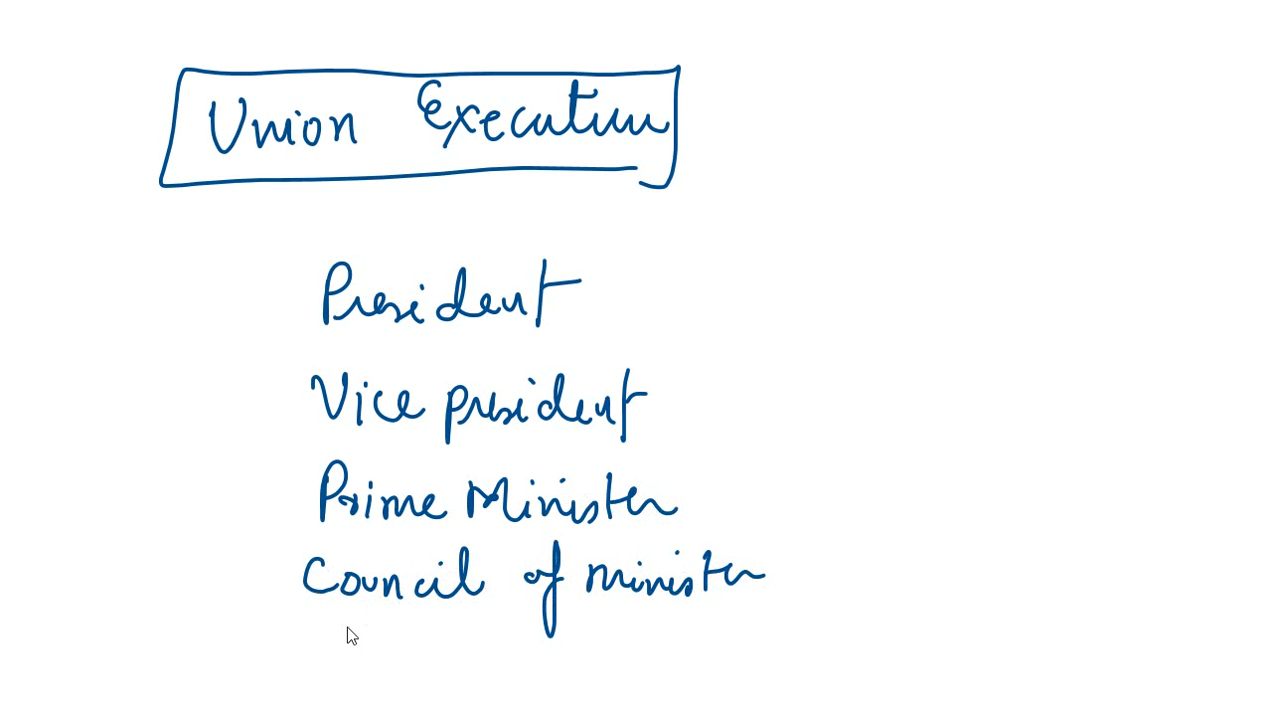 Union Executive
President
Vice president
Prime Minister
Council of minister